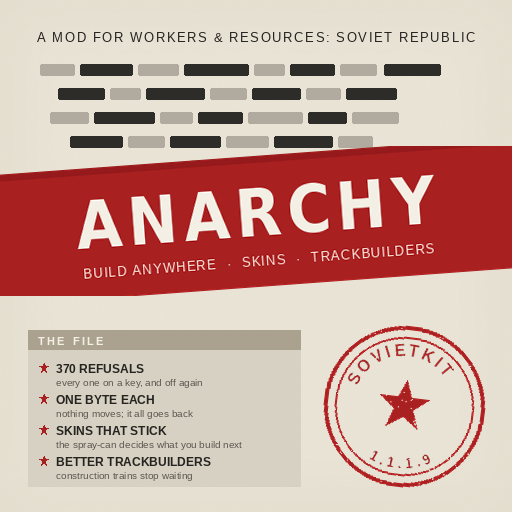 A MOD FOR WORKERS & RESOURCES: SOVIET REPUBLIC
ANARCHY
BUILD ANYWHERE · SKINS · TRACKBUILDERS
THE FILE
370 REFUSALS
every one on a key, and off again
ONE BYTE EACH
nothing moves; it all goes back
SKINS THAT STICK
the spray-can decides what you build next
BETTER TRACKBUILDERS
construction trains stop waiting
SOVIETKIT
1.1.1.9